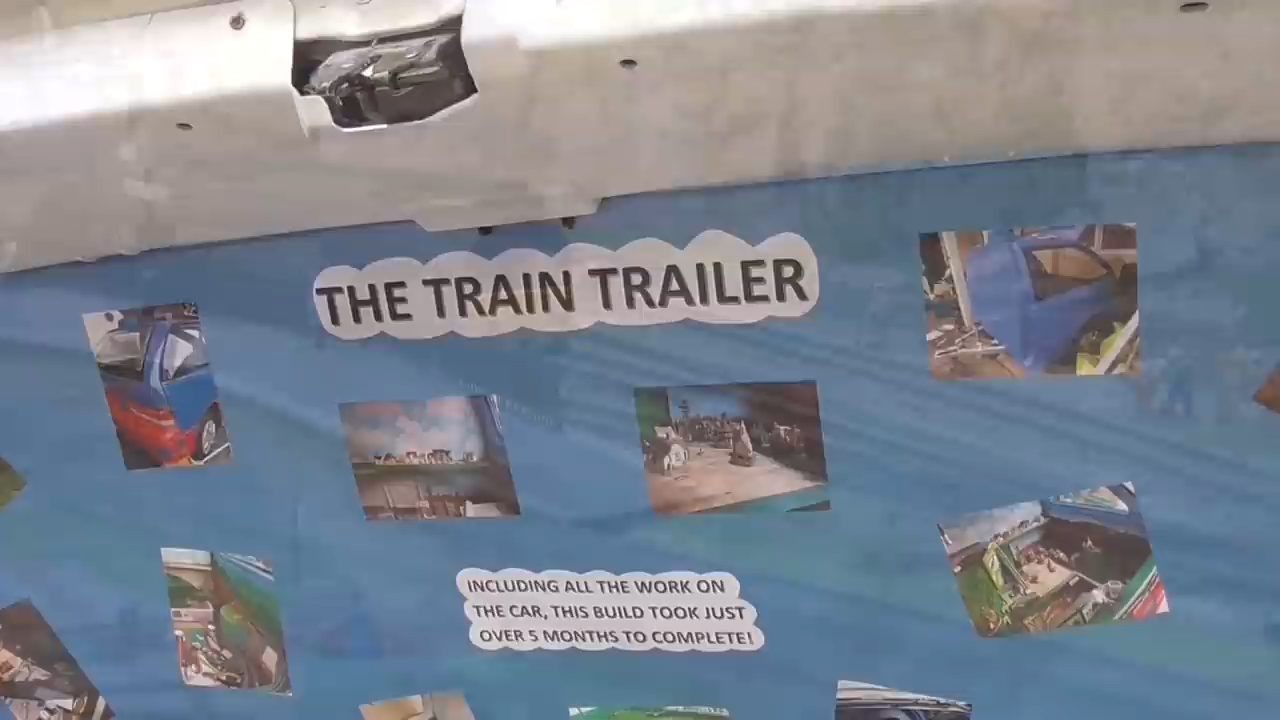 THE TRAIN TRAILER
INCLUDING ALL THE WORK ON
THE CAR, THIS BUILD TOOK JUST
OVER 5 MONTHS TO COMPLETE!